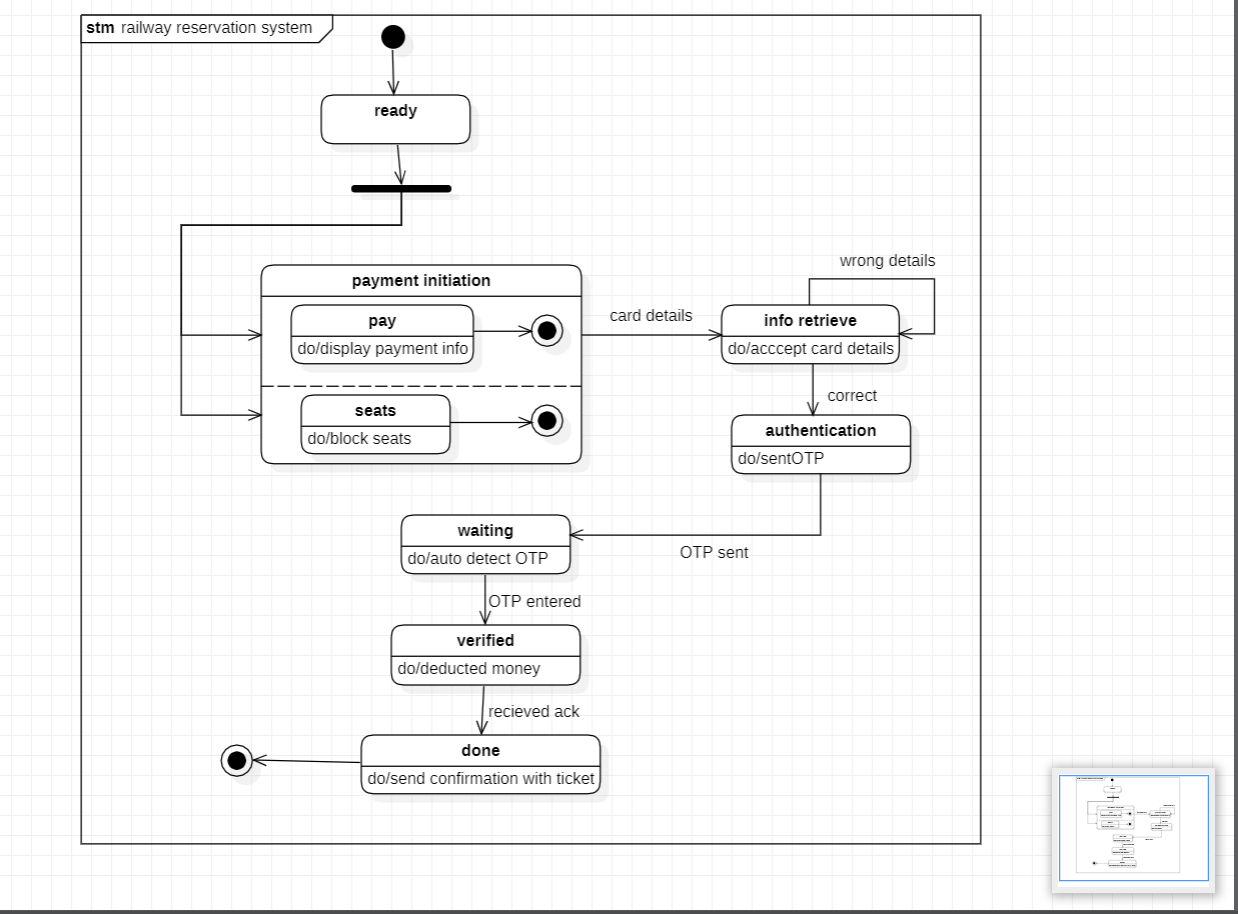 stm railway reservation system
ready
wrong details
payment initiation
card details
pay
do/display payment info
info retrieve
do/acccept card details
correct
seats
do/block seats
authentication
do/sentOTP
waiting
do/auto detect OTP
OTP sent
OTP entered
verified
do/deducted money
recieved ack
done
do/send confirmation with ticket